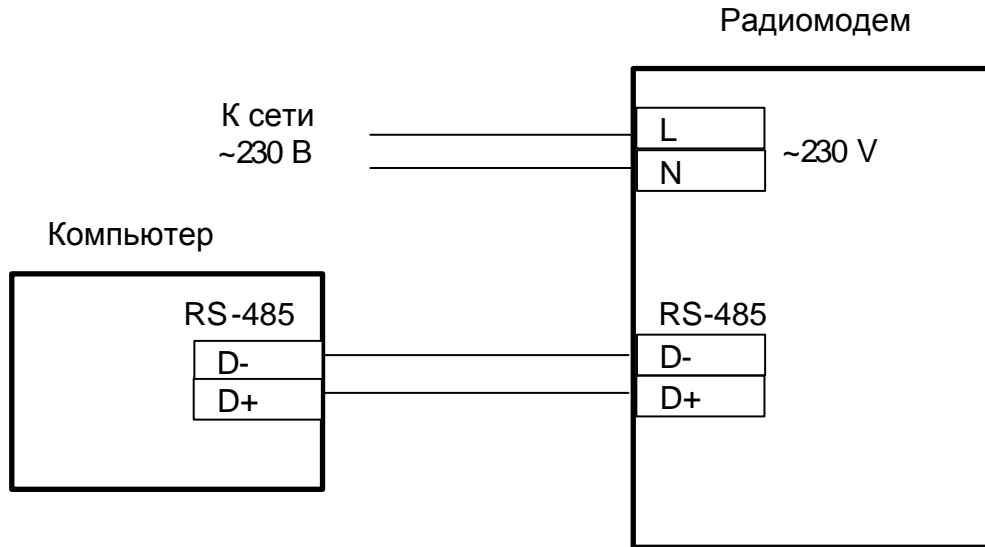 Радиомодем
К сети
~230 В
L
N
~230 V
Компьютер
RS-485
D-
D+
RS-485
D-
D+